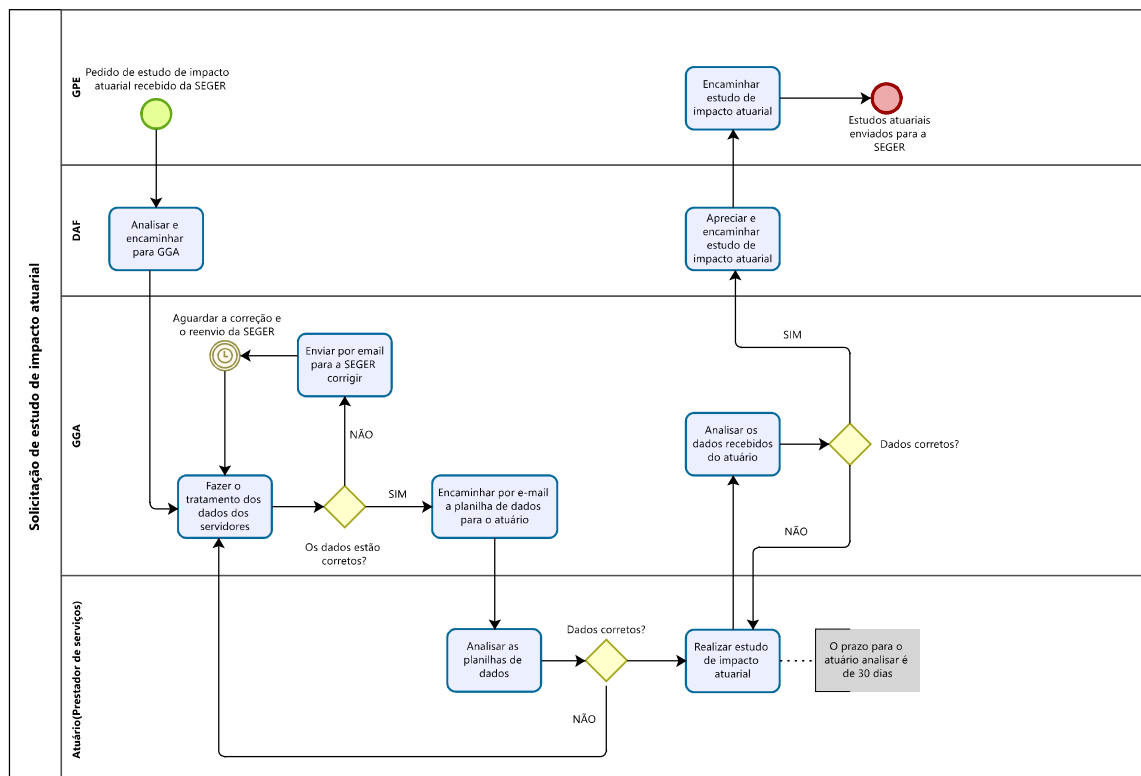 Solicitação de estudo de impacto atuarial
GPE
Pedido de estudo de impacto
atuarial recebido da SEGER
Encaminhar
estudo de
impacto atuarial
Estudos atuariais
enviados para a
SEGER
DAF
Analisar e
encaminhar
para GGA
Apreciar e
encaminhar
estudo de
impacto atuarial
GGA
Aguardar a correção e
o reenvio da SEGER
Enviar por email
para a SEGER
corrigir
NÃO
Fazer o
tratamento dos
dados dos
servidores
Os dados estão
corretos?
SIM
Encaminhar por e-mail
a planilha de dados
para o atuário
Analisar os
dados recebidos
do atuário
SIM
Dados corretos?
NÃO
Atuário(Prestador de serviços)
Analisar as
planilhas de
dados
Dados corretos?
NÃO
Realizar estudo
de impacto
atuarial
O prazo para o
atuário analisar é
de 30 dias